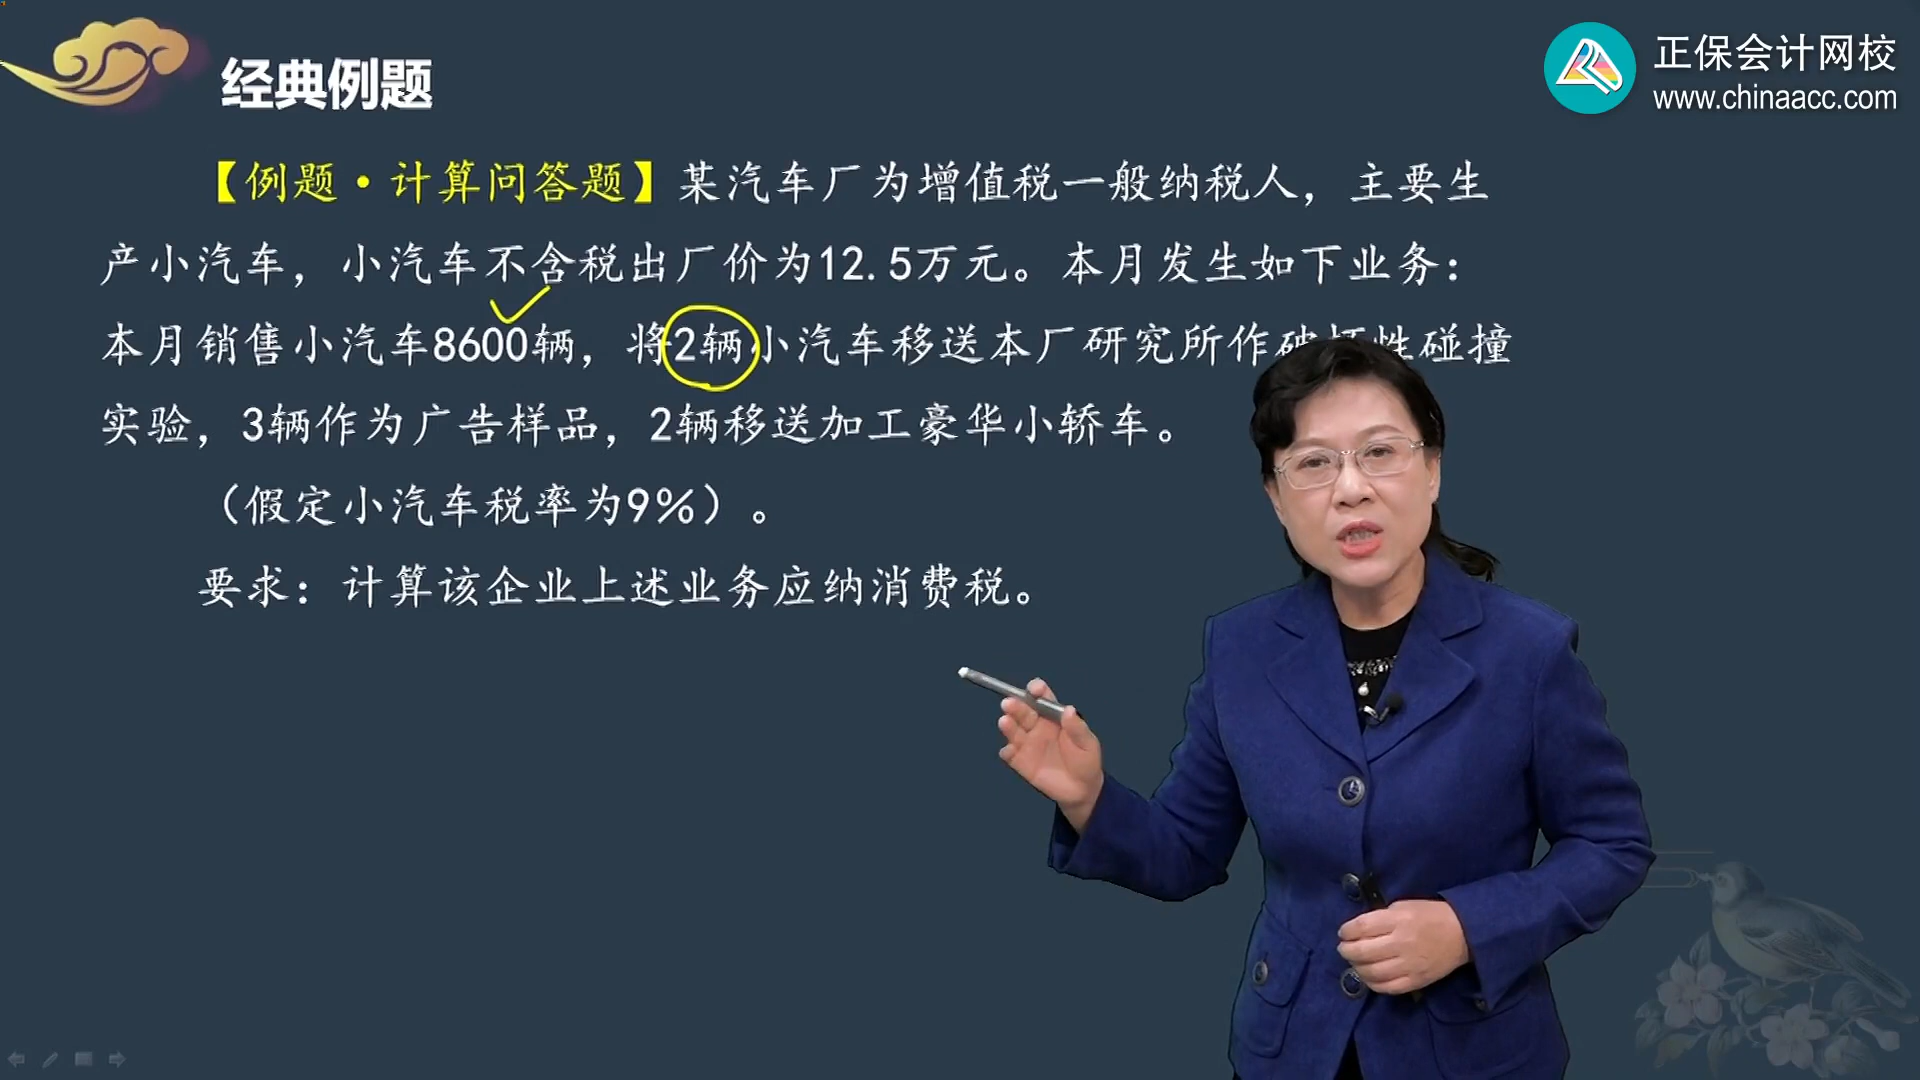 经典例题
正保会计网校
www.chinaacc.com
【例题·计算问答题】某汽车厂为增值税一般纳税人，主要生
产小汽车，小汽车不含税出厂价为12.5万元。本月发生如下业务：
本月销售小汽车8600辆，将2辆小汽车移送本厂研究所作破坏性碰撞
实验，3辆作为广告样品，2辆移送加工豪华小轿车。
（假定小汽车税率为9%）。
要求：计算该企业上述业务应纳消费税。